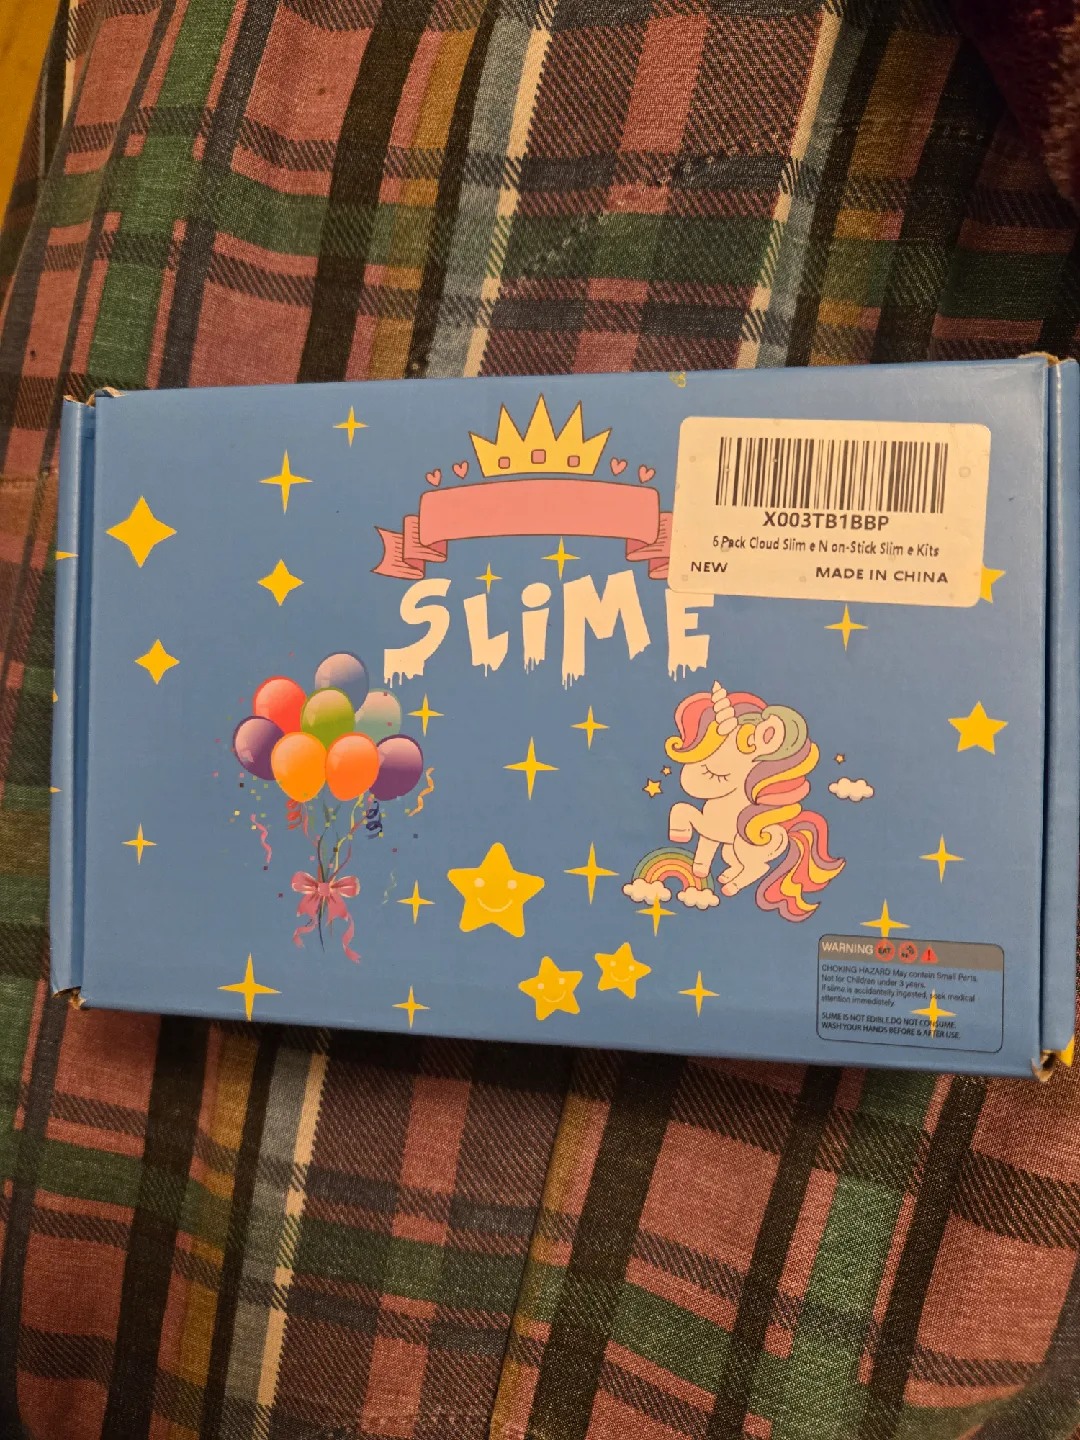 X003TB1BBP
6 Pack Cloud Slim e N on-Stick Slim e Kits
NEW MADE IN CHINA
SLiME
WARNING
CHOKING HAZARD May contain Small Parts.
Not for Children under 3 years.
If slime is accidentally ingested, seek medical
attention immediately.
SLIME IS NOT EDIBLE.DO NOT CONSUME.
WASH YOUR HANDS BEFORE & AFTER USE.